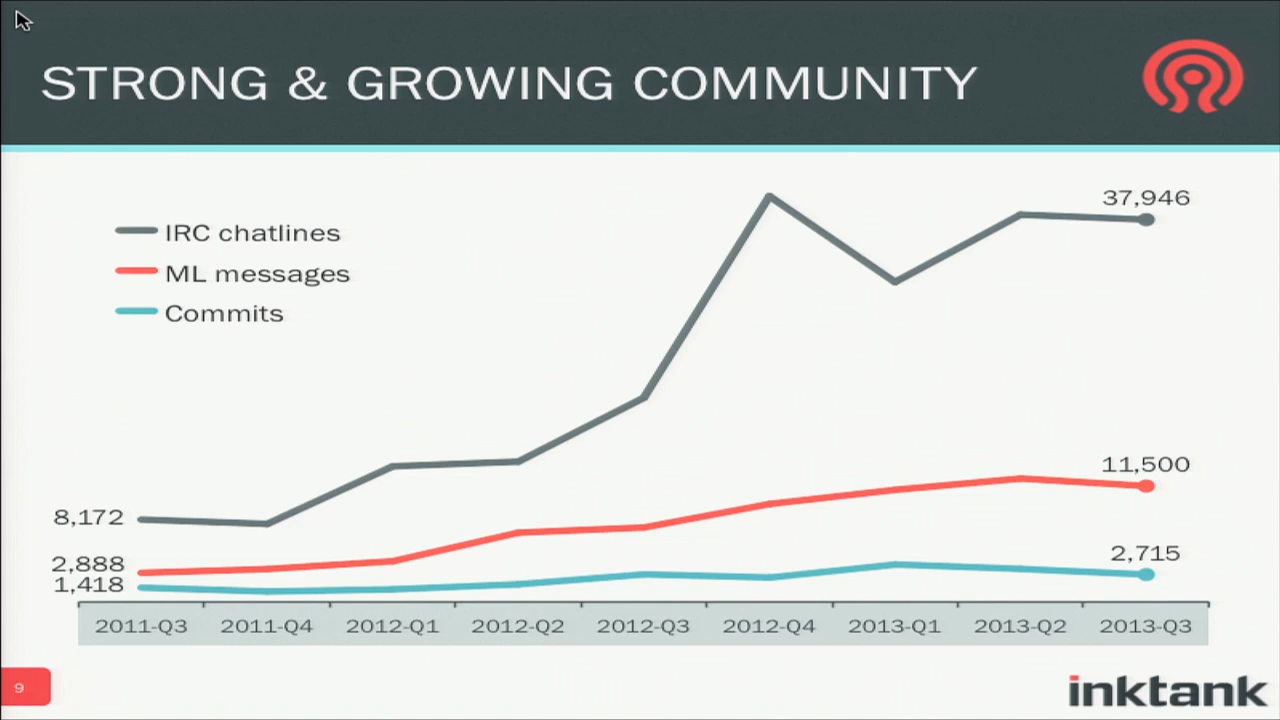 STRONG & GROWING COMMUNITY
IRC chatlines
ML messages
Commits
37,946
11,500
2,715
8,172
2,888
1,418
2011-Q3 2011-Q4 2012-Q1 2012-Q2 2012-Q3 2012-Q4 2013-Q1 2013-Q2 2013-Q3
9
inktank